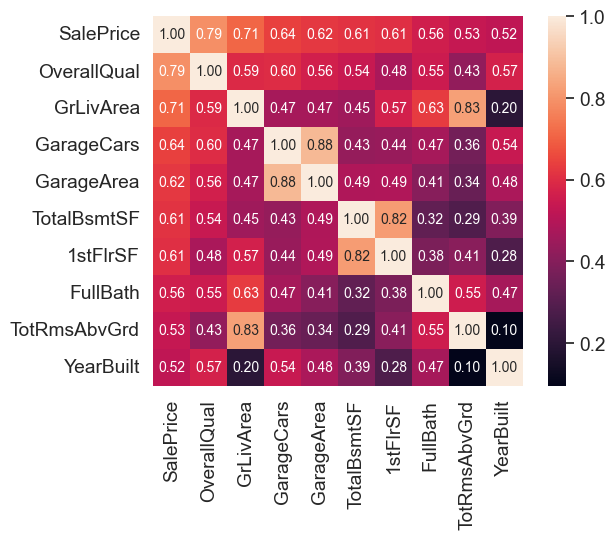 SalePrice 1.00 0.79 0.71 0.64 0.62 0.61 0.61 0.56 0.53 0.52
OverallQual 0.79 1.00 0.59 0.60 0.56 0.54 0.48 0.55 0.43 0.57
GrLivArea 0.71 0.59 1.00 0.47 0.47 0.45 0.57 0.63 0.83 0.20
GarageCars 0.64 0.60 0.47 1.00 0.88 0.43 0.44 0.47 0.36 0.54
GarageArea 0.62 0.56 0.47 0.88 1.00 0.49 0.49 0.41 0.34 0.48
TotalBsmtSF 0.61 0.54 0.45 0.43 0.49 1.00 0.82 0.32 0.29 0.39
1stFlrSF 0.61 0.48 0.57 0.44 0.49 0.82 1.00 0.38 0.41 0.28
FullBath 0.56 0.55 0.63 0.47 0.41 0.32 0.38 1.00 0.55 0.47
TotRmsAbvGrd 0.53 0.43 0.83 0.36 0.34 0.29 0.41 0.55 1.00 0.10
YearBuilt 0.52 0.57 0.20 0.54 0.48 0.39 0.28 0.47 0.10 1.00
SalePrice
OverallQual
GrLivArea
GarageCars
GarageArea
TotalBsmtSF
1stFlrSF
FullBath
TotRmsAbvGrd
YearBuilt
1.0
0.8
0.6
0.4
0.2